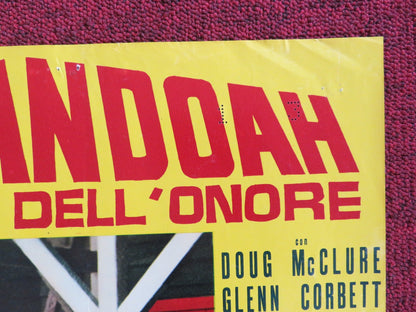 NDOAH
DELL'ONORE
con
DOUG McCLURE
GLENN CORBETT